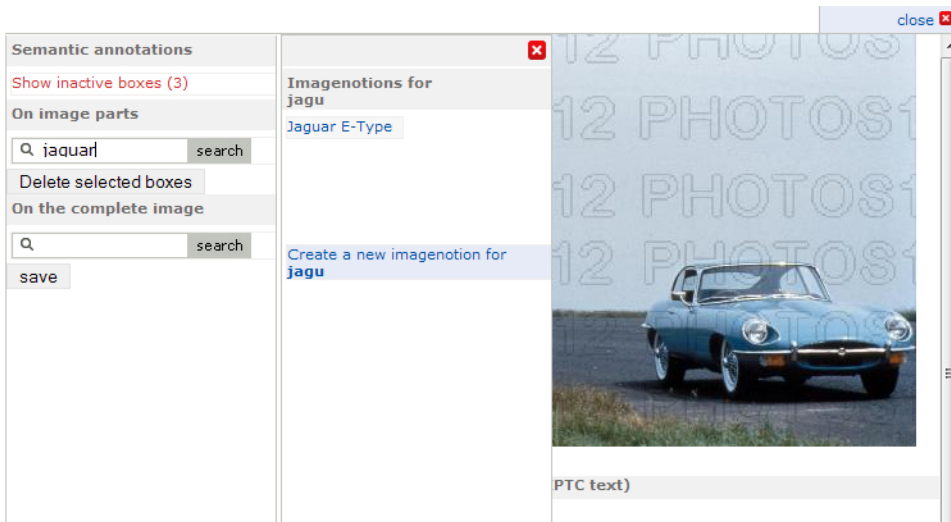 close
Semantic annotations
Show inactive boxes (3)
On image parts
jaguar search
Delete selected boxes
On the complete image
search
save
Imagenotions for
jagu
Jaguar E-Type
Create a new imagenotion for
jagu
12 PHOTOS
12 PHOTOS1
12 PHOTOS1
12 PHOTOS1
12 PHOTOS1
PTC text)